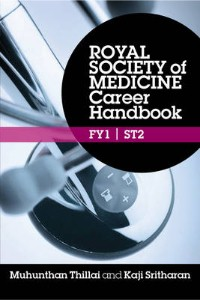 ROYAL
SOCIETY of
MEDICINE
Career
Handbook
FY1 | ST2
Muhunthan Thillai and Kaji Sritharan